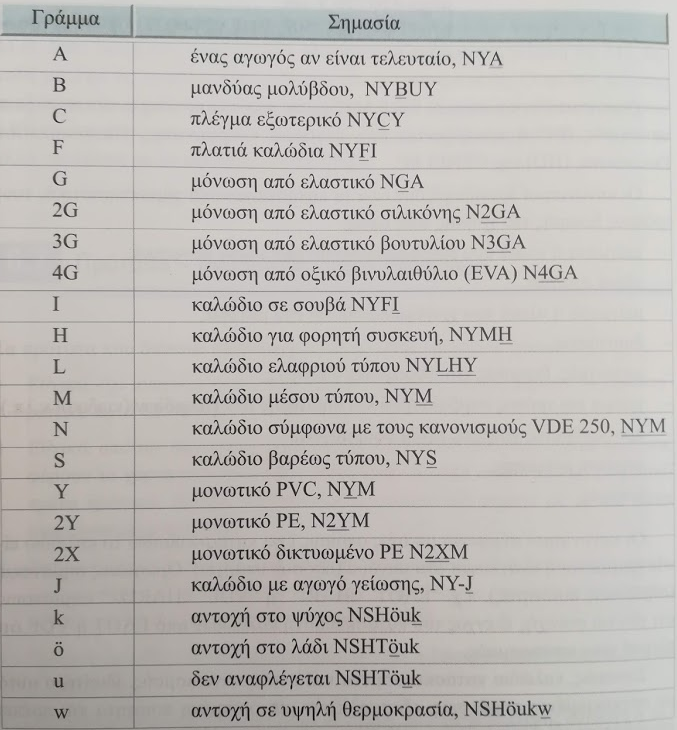 Γράμμα Σημασία
A ένας αγωγός αν είναι τελευταίο, NYA
B μανδύας μολύβδου, NYBUY
C πλέγμα εξωτερικό NYCY
F πλατιά καλώδια NYFI
G μόνωση από ελαστικό NGA
2G μόνωση από ελαστικό σιλικόνης N2GA
3G μόνωση από ελαστικό βουτυλίου N3GA
4G μόνωση από οξικό βινυλαιθύλιο (EVA) N4GA
I καλώδιο σε σουβά NYFI
H καλώδιο για φορητή συσκευή, NYMH
L καλώδιο ελαφριού τύπου NYLHY
M καλώδιο μέσου τύπου, NYM
N καλώδιο σύμφωνα με τους κανονισμούς VDE 250, NYM
S καλώδιο βαρέως τύπου, NYS
Y μονωτικό PVC, NYM
2Y μονωτικό PE, N2YM
2X μονωτικό δικτυωμένο PE N2XM
J καλώδιο με αγωγό γείωσης, NY-J
k αντοχή στο ψύχος NSHöuk
ö αντοχή στο λάδι NSHTöuk
u δεν αναφλέγεται NSHTöuk
w αντοχή σε υψηλή θερμοκρασία, NSHöukw